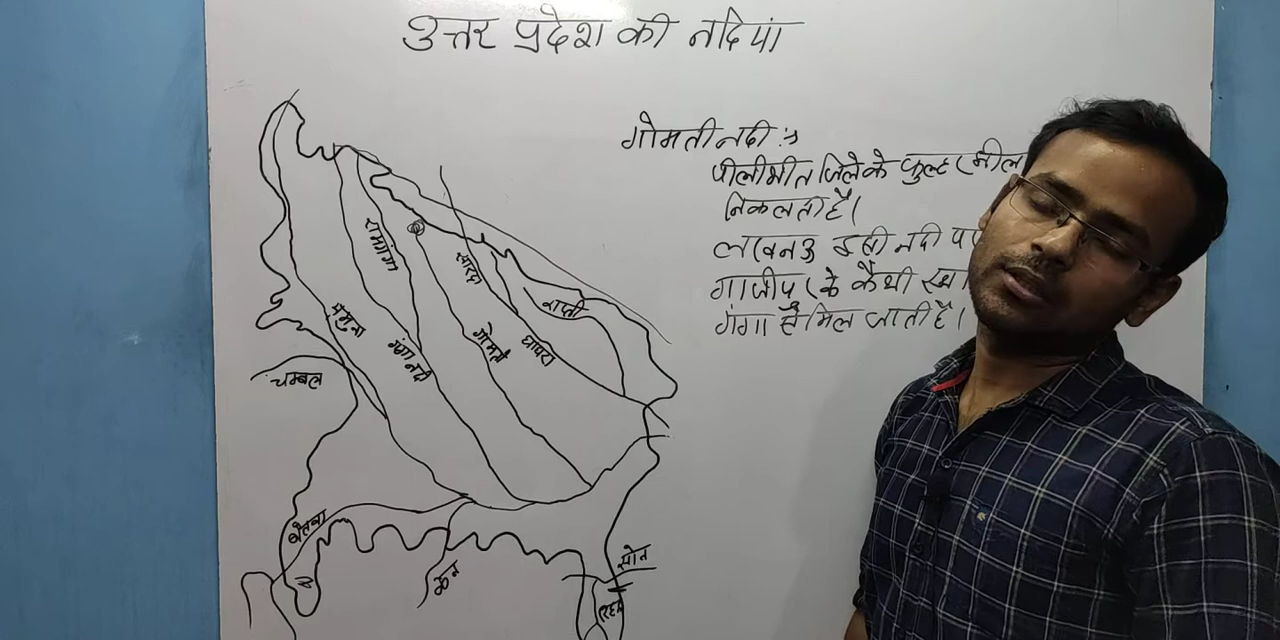 उत्तर प्रदेश की नदियां
गोमती नदी :→
पीलीभीत जिले के फुल्हर झील
निकलती है।
लखनऊ इसी नदी पर
गाजीपुर के कैथी स्था
गंगा से मिल जाती है।
रामगंगा
सारदा
राप्ती
यमुना
गंगा नदी
गोमती
घाघरा
चम्बल
बेतवा
केन
सोन